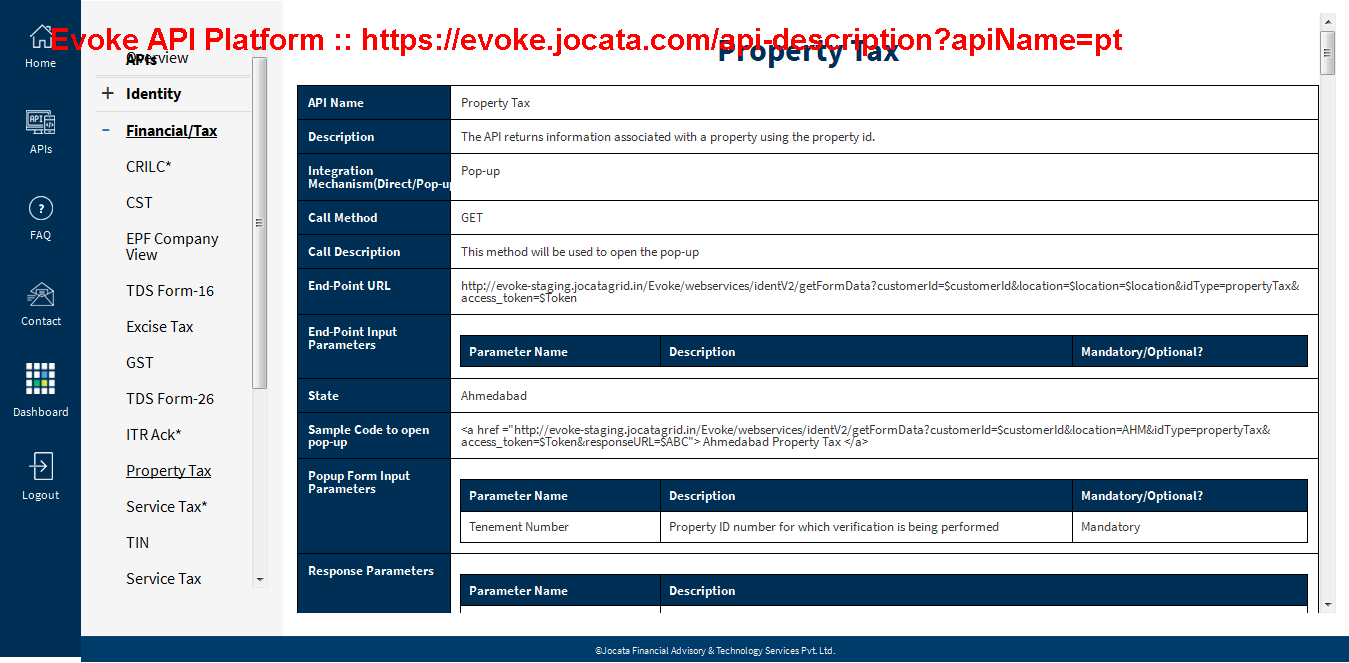 Evoke API Platform :: https://evoke.jocata.com/api-description?apiName=pt
Home
APIs
FAQ
Contact
Dashboard
Logout
APIs
Overview
+ Identity
- Financial/Tax
CRILC*
CST
EPF Company
View
TDS Form-16
Excise Tax
GST
TDS Form-26
ITR Ack*
Property Tax
Service Tax*
TIN
Service Tax
Property Tax
API Name Property Tax
Description The API returns information associated with a property using the property id.
Integration
Mechanism(Direct/Pop-up Pop-up
Call Method GET
Call Description This method will be used to open the pop-up
End-Point URL http://evoke-staging.jocatagrid.in/Evoke/webservices/identV2/getFormData?customerId=$customerId&location=$location=$location&idType=propertyTax&
access_token=$Token
End-Point Input
Parameters
Parameter Name Description Mandatory/Optional?
State Ahmedabad
Sample Code to open
pop-up
<a href ="http://evoke-staging.jocatagrid.in/Evoke/webservices/identV2/getFormData?customerId=$customerId&location=AHM&idType=propertyTax&
access_token=$Token&responseURL=$ABC"> Ahmedabad Property Tax </a>
Popup Form Input
Parameters
Parameter Name Description Mandatory/Optional?
Tenement Number Property ID number for which verification is being performed Mandatory
Response Parameters
Parameter Name Description
©Jocata Financial Advisory & Technology Services Pvt. Ltd.